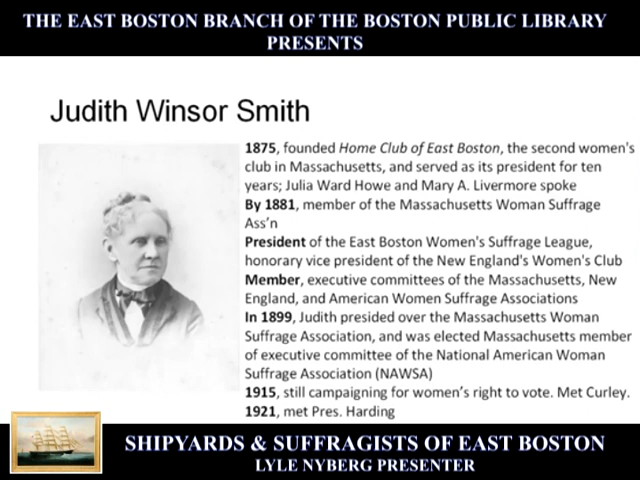 THE EAST BOSTON BRANCH OF THE BOSTON PUBLIC LIBRARY
PRESENTS
Judith Winsor Smith
1875, founded Home Club of East Boston, the second women's
club in Massachusetts, and served as its president for ten
years; Julia Ward Howe and Mary A. Livermore spoke
By 1881, member of the Massachusetts Woman Suffrage
Ass'n
President of the East Boston Women's Suffrage League,
honorary vice president of the New England's Women's Club
Member, executive committees of the Massachusetts, New
England, and American Women Suffrage Associations
In 1899, Judith presided over the Massachusetts Woman
Suffrage Association, and was elected Massachusetts member
of executive committee of the National American Woman
Suffrage Association (NAWSA)
1915, still campaigning for women's right to vote. Met Curley.
1921, met Pres. Harding
SHIPYARDS & SUFFRAGISTS OF EAST BOSTON
LYLE NYBERG PRESENTER